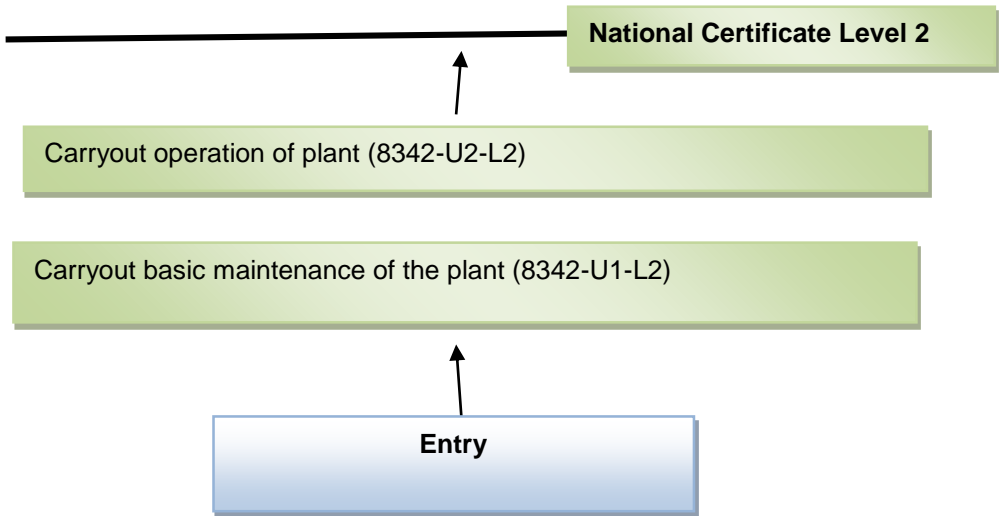 National Certificate Level 2
Carryout operation of plant (8342-U2-L2)
Carryout basic maintenance of the plant (8342-U1-L2)
Entry